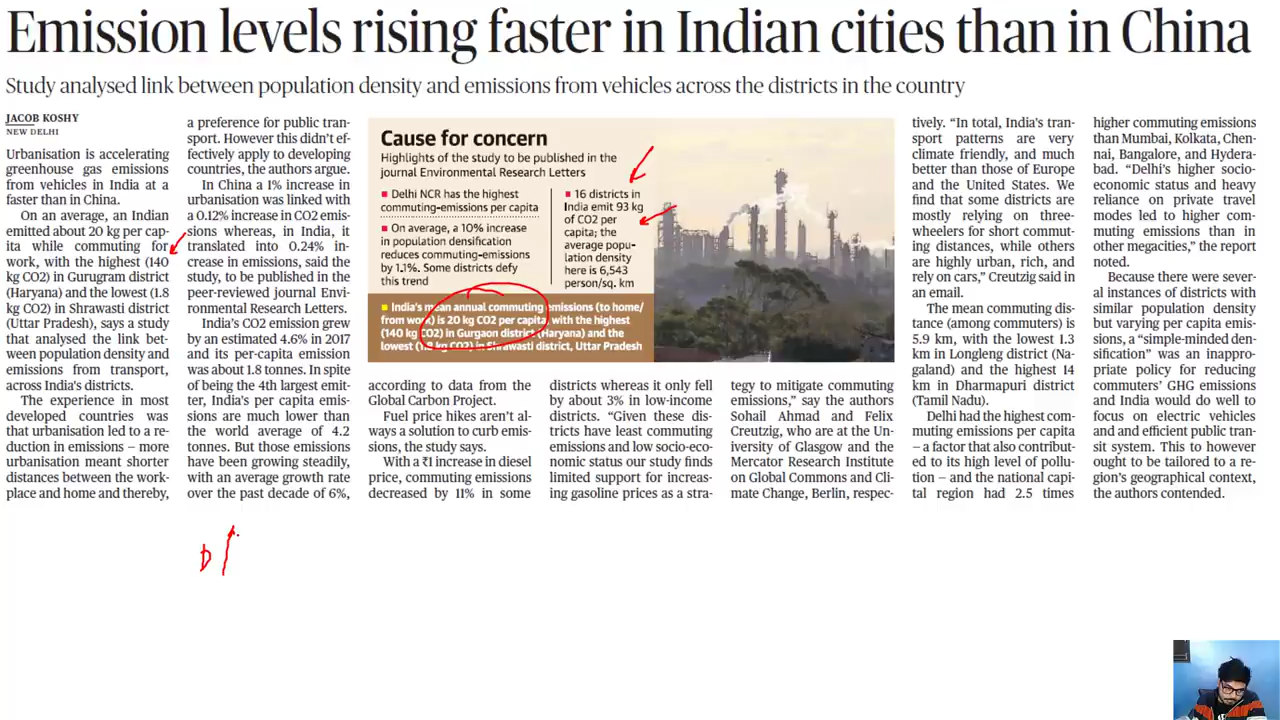 Emission levels rising faster in Indian cities than in China
Study analysed link between population density and emissions from vehicles across the districts in the country
JACOB KOSHY
NEW DELHI
Urbanisation is accelerating
greenhouse gas emissions
from vehicles in India at a
faster than in China.
On an average, an Indian
emitted about 20 kg per cap-
ita while commuting for
work, with the highest (140
kg CO2) in Gurugram district
(Haryana) and the lowest (1.8
kg CO2) in Shrawasti district
(Uttar Pradesh), says a study
that analysed the link bet-
ween population density and
emissions from transport,
across India's districts.
The experience in most
developed countries was
that urbanisation led to a re-
duction in emissions – more
urbanisation meant shorter
distances between the work-
place and home and thereby,
a preference for public tran-
sport. However this didn't ef-
fectively apply to developing
countries, the authors argue.
In China a 1% increase in
urbanisation was linked with
a 0.12% increase in CO2 emis-
sions whereas, in India, it
translated into 0.24% in-
crease in emissions, said the
study, to be published in the
peer-reviewed journal Envi-
ronmental Research Letters.
India's CO2 emission grew
by an estimated 4.6% in 2017
and its per-capita emission
was about 1.8 tonnes. In spite
of being the 4th largest emit-
ter, India's per capita emis-
sions are much lower than
the world average of 4.2
tonnes. But those emissions
have been growing steadily,
with an average growth rate
over the past decade of 6%,
Cause for concern
Highlights of the study to be published in the
journal Environmental Research Letters
Delhi NCR has the highest
commuting-emissions per capita
On average, a 10% increase
in population densification
reduces commuting-emissions
by 1.1%. Some districts defy
this trend
16 districts in
India emit 93 kg
of CO2 per
capita; the
average popu-
lation density
here is 6,543
person/sq. km
India's mean annual commuting emissions (to home/
from work) is 20 kg CO2 per capita, with the highest
(140 kg CO2) in Gurgaon district (Haryana) and the
lowest (1.8 kg CO2) in Shrawasti district, Uttar Pradesh
according to data from the
Global Carbon Project.
Fuel price hikes aren't al-
ways a solution to curb emis-
sions, the study says.
With a ₹1 increase in diesel
price, commuting emissions
decreased by 11% in some
districts whereas it only fell
by about 3% in low-income
districts. “Given these dis-
tricts have least commuting
emissions and low socio-eco-
nomic status our study finds
limited support for increas-
ing gasoline prices as a stra-
tegy to mitigate commuting
emissions,” say the authors
Sohail Ahmad and Felix
Creutzig, who are at the Un-
iversity of Glasgow and the
Mercator Research Institute
on Global Commons and Cli-
mate Change, Berlin, respec-
tively. “In total, India's tran-
sport patterns are very
climate friendly, and much
better than those of Europe
and the United States. We
find that some districts are
mostly relying on three-
wheelers for short commut-
ing distances, while others
are highly urban, rich, and
rely on cars,” Creutzig said in
an email.
The mean commuting dis-
tance (among commuters) is
5.9 km, with the lowest 1.3
km in Longleng district (Na-
galand) and the highest 14
km in Dharmapuri district
(Tamil Nadu).
Delhi had the highest com-
muting emissions per capita
– a factor that also contribut-
ed to its high level of pollu-
tion – and the national capi-
tal region had 2.5 times
higher commuting emissions
than Mumbai, Kolkata, Chen-
nai, Bangalore, and Hydera-
bad. “Delhi's higher socio-
economic status and heavy
reliance on private travel
modes led to higher com-
muting emissions than in
other megacities,” the report
noted.
Because there were sever-
al instances of districts with
similar population density
but varying per capita emis-
sions, a “simple-minded den-
sification” was an inappro-
priate policy for reducing
commuters' GHG emissions
and India would do well to
focus on electric vehicles
and and efficient public tran-
sit system. This to however
ought to be tailored to a re-
gion's geographical context,
the authors contended.
D